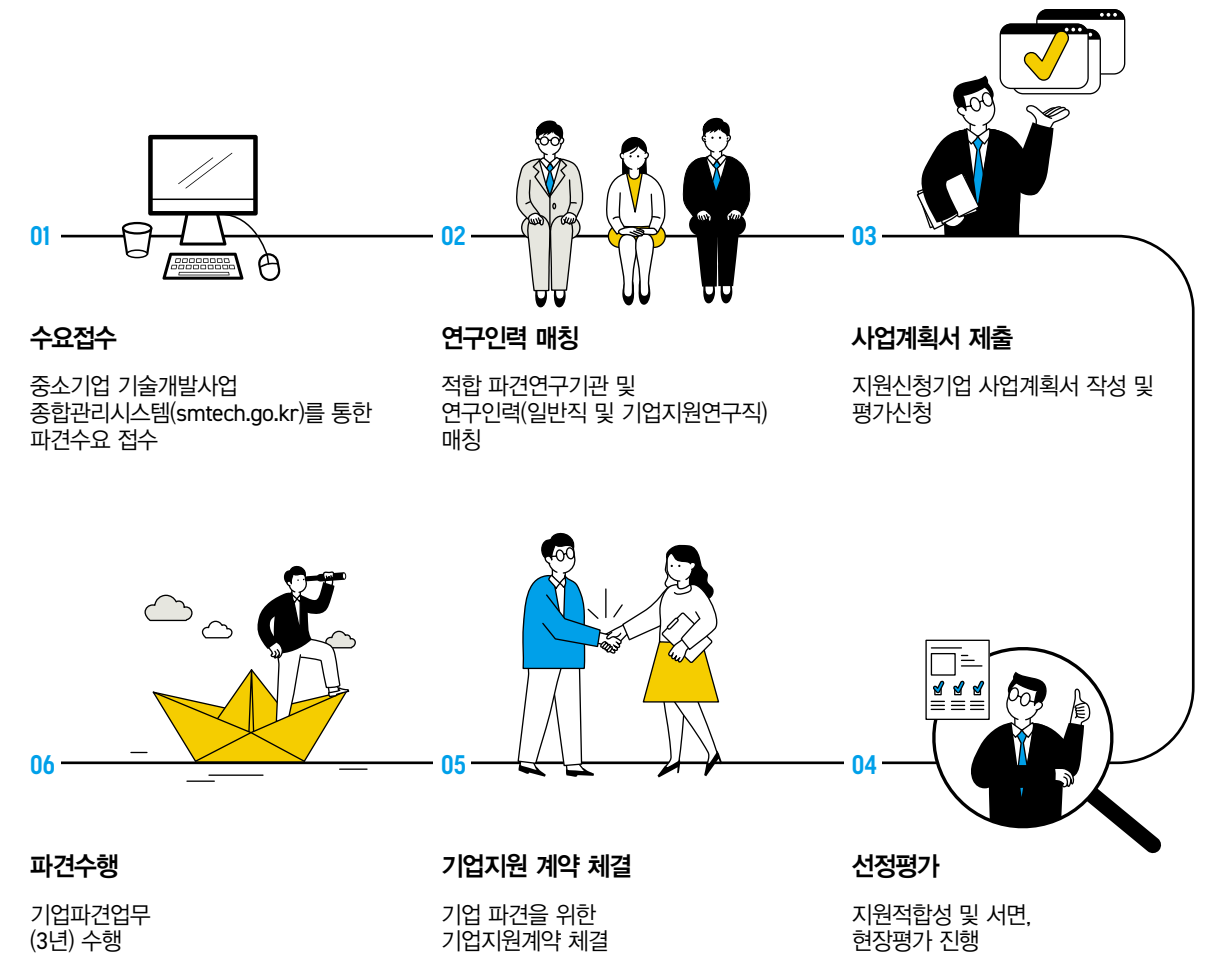 01
수요접수
중소기업 기술개발사업
종합관리시스템(smtech.go.kr)를 통한
파견수요 접수
02
연구인력 매칭
적합 파견연구기관 및
연구인력(일반직 및 기업지원연구직)
매칭
03
사업계획서 제출
지원신청기업 사업계획서 작성 및
평가신청
04
선정평가
지원적합성 및 서면,
현장평가 진행
05
기업지원 계약 체결
기업 파견을 위한
기업지원계약 체결
06
파견수행
기업파견업무
(3년) 수행